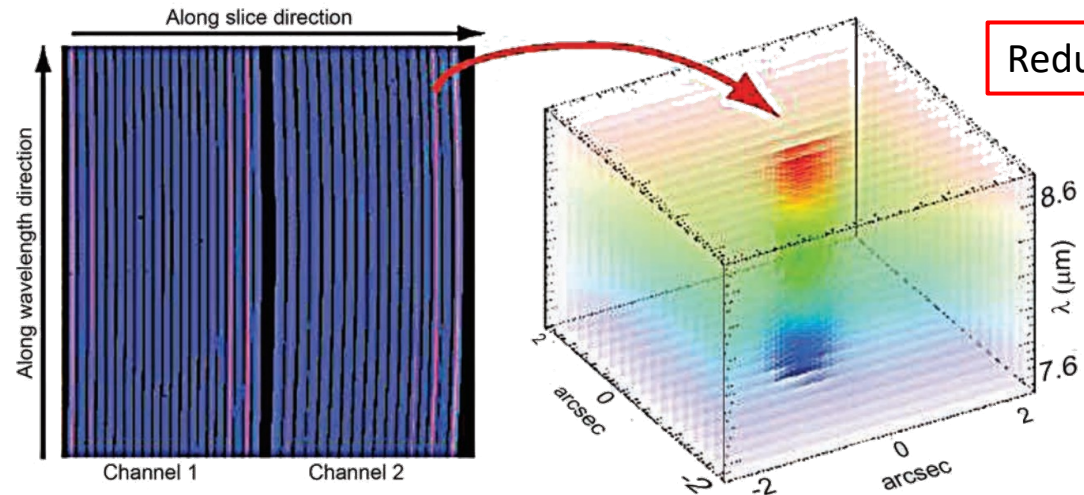 Along slice direction
Along wavelength direction
Channel 1
Channel 2
8.6
λ (μm)
7.6
2
0
-2
arcsec
-2
0
2
arcsec